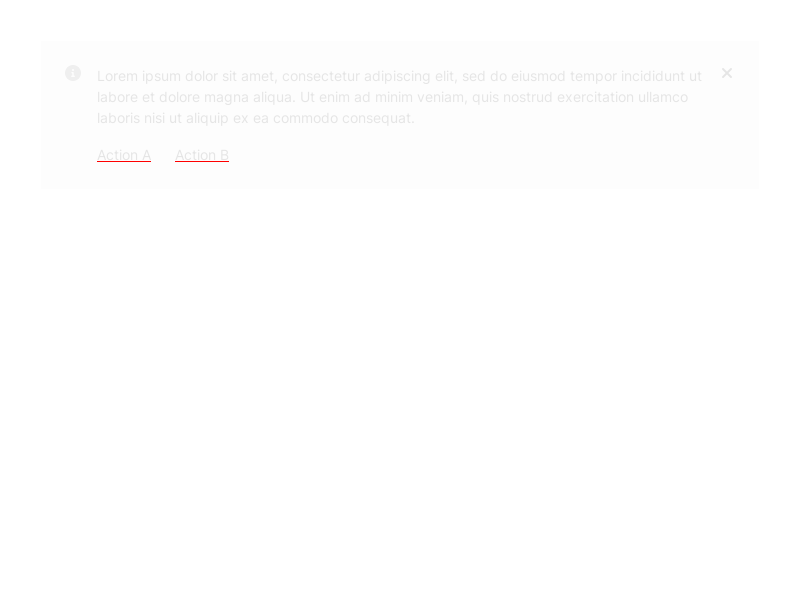 Lorem ipsum dolor sit amet, consectetur adipiscing elit, sed do eiusmod tempor incididunt ut
labore et dolore magna aliqua. Ut enim ad minim veniam, quis nostrud exercitation ullamco
laboris nisi ut aliquip ex ea commodo consequat.
Action A Action B